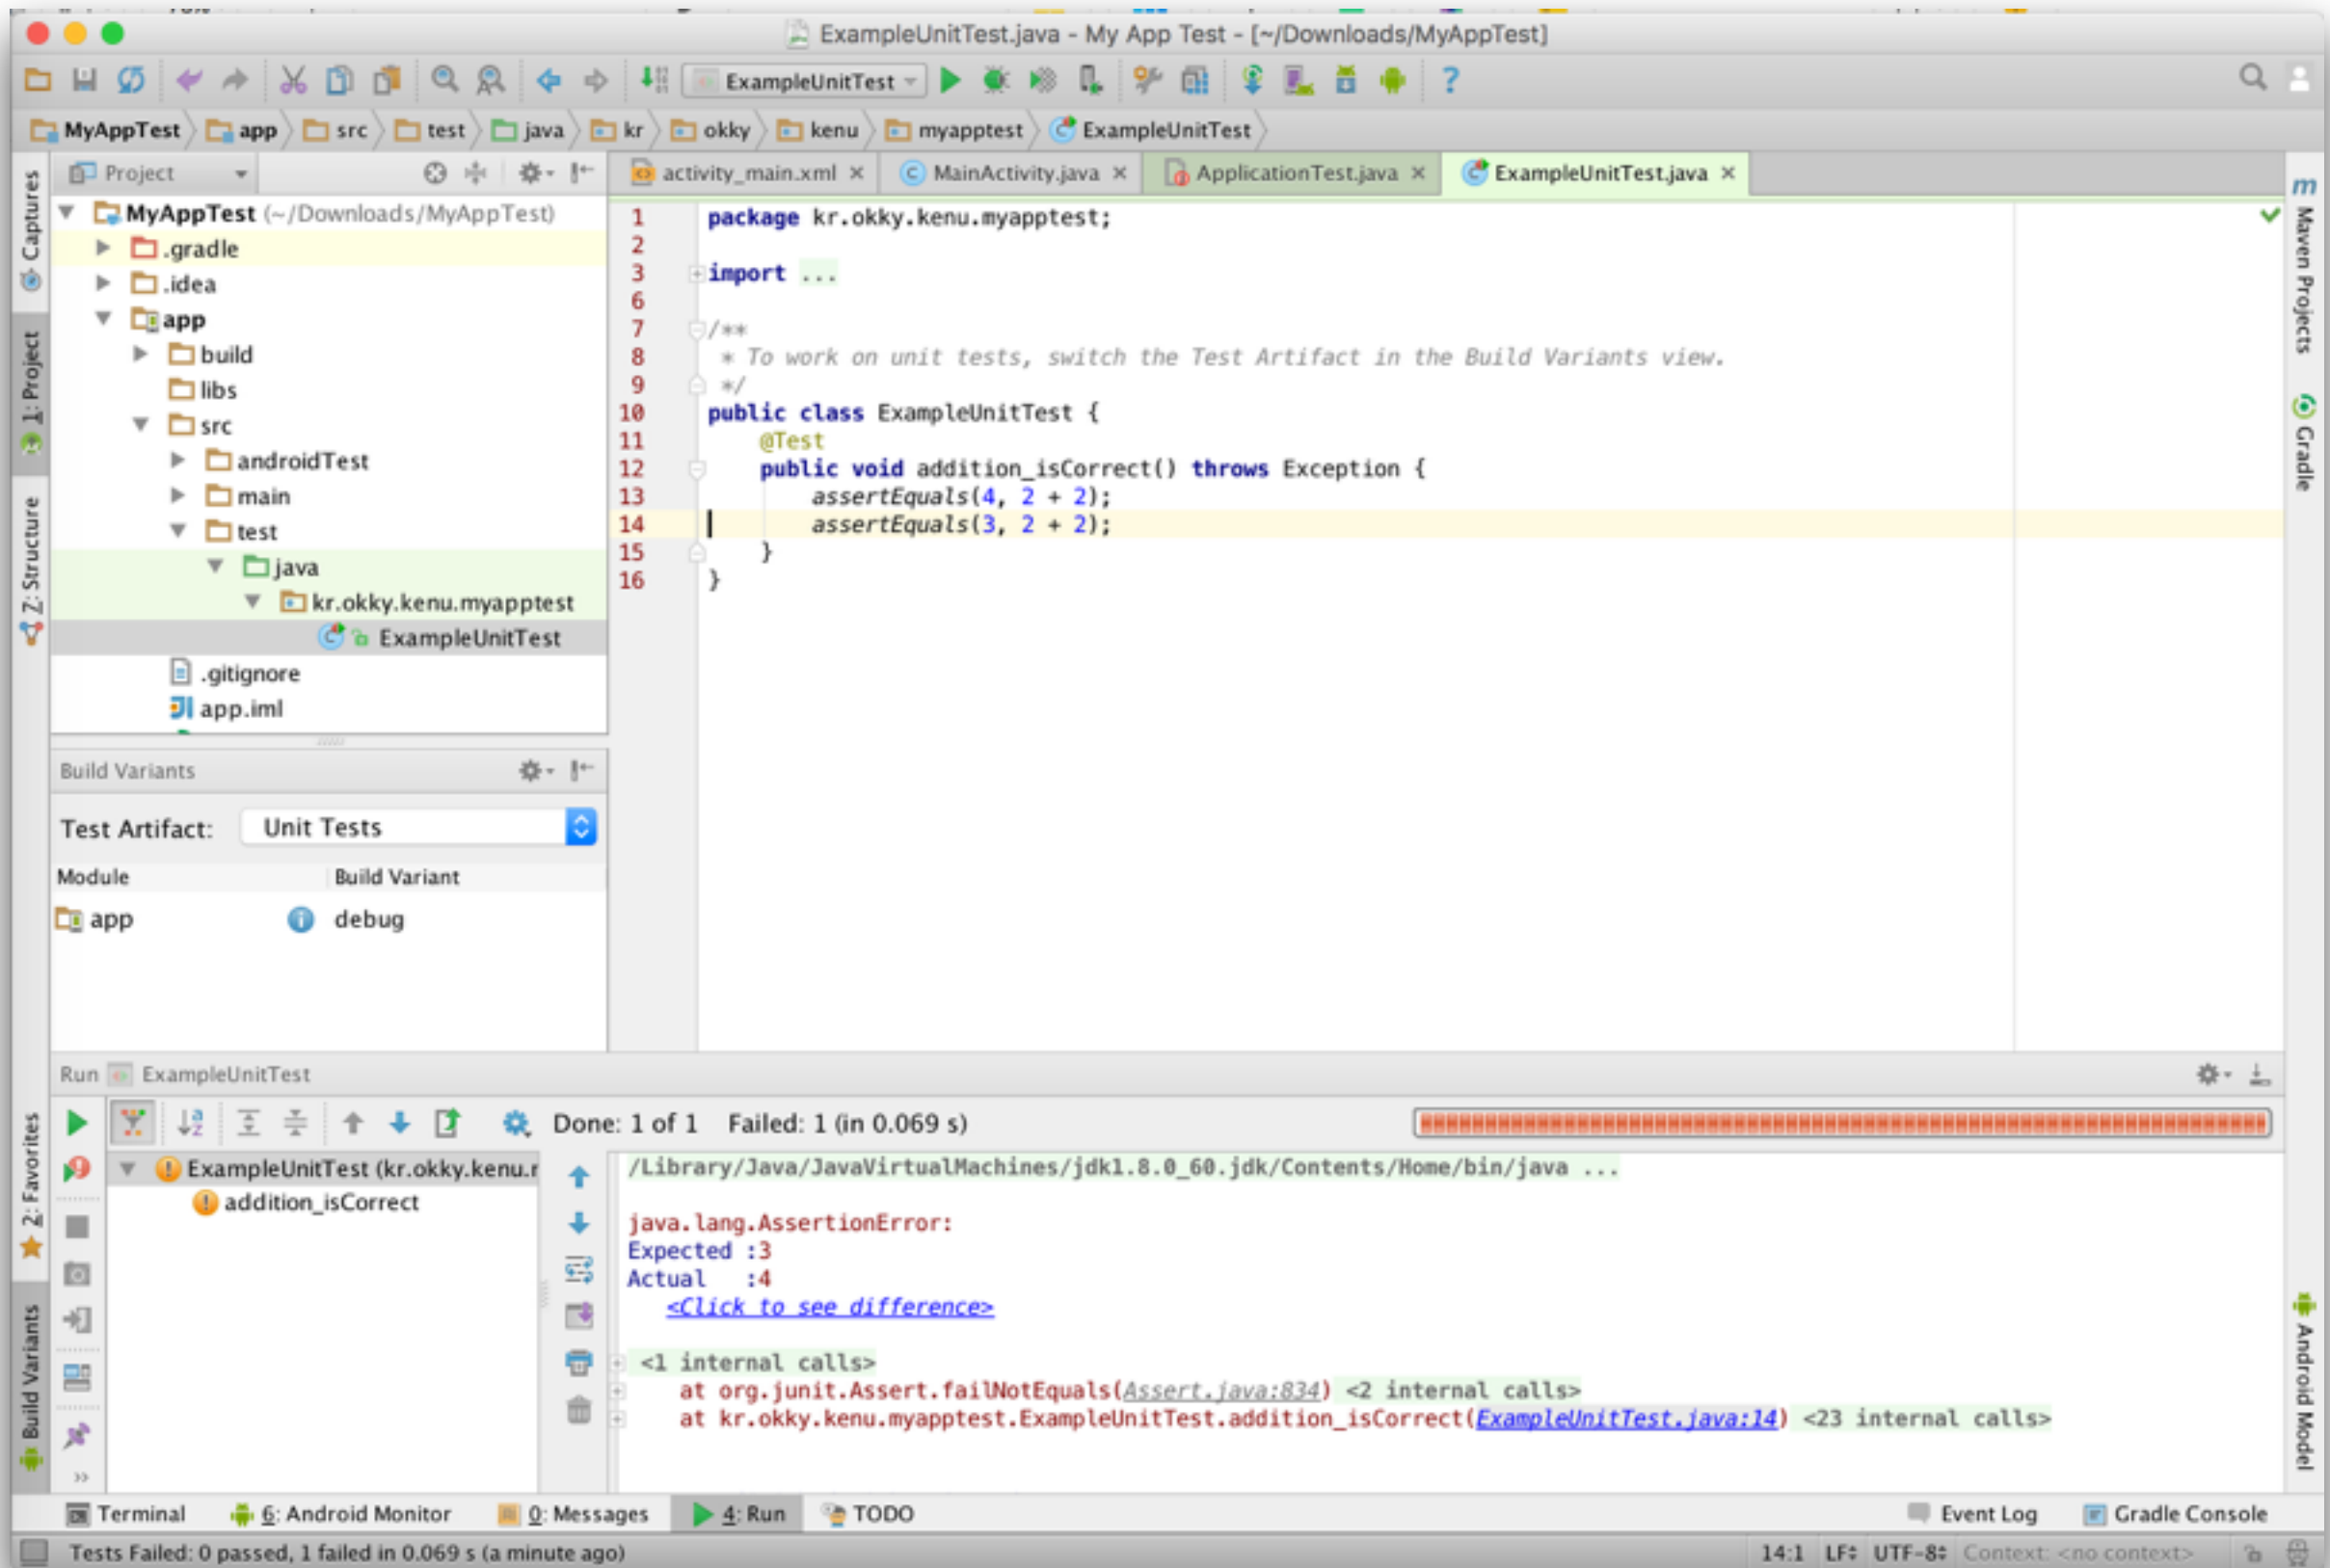 ExampleUnitTest.java - My App Test - [~/Downloads/MyAppTest]
ExampleUnitTest
MyAppTest app src test java kr okky kenu myapptest ExampleUnitTest
Project
activity_main.xml MainActivity.java ApplicationTest.java ExampleUnitTest.java
Captures
1: Project
Z: Structure
2: Favorites
Build Variants
MyAppTest (~/Downloads/MyAppTest)
.gradle
.idea
app
build
libs
src
androidTest
main
test
java
kr.okky.kenu.myapptest
ExampleUnitTest
.gitignore
app.iml
Build Variants
Test Artifact: Unit Tests
Module Build Variant
app debug
1 package kr.okky.kenu.myapptest;
2
3 import ...
6
7 /**
8 * To work on unit tests, switch the Test Artifact in the Build Variants view.
9 */
10 public class ExampleUnitTest {
11 @Test
12 public void addition_isCorrect() throws Exception {
13 assertEquals(4, 2 + 2);
14 assertEquals(3, 2 + 2);
15 }
16 }
m Maven Projects
Gradle
Android Model
Run ExampleUnitTest
Done: 1 of 1 Failed: 1 (in 0.069 s)
ExampleUnitTest (kr.okky.kenu.r
addition_isCorrect
/Library/Java/JavaVirtualMachines/jdk1.8.0_60.jdk/Contents/Home/bin/java ...
java.lang.AssertionError:
Expected :3
Actual :4
<Click to see difference>
<1 internal calls>
at org.junit.Assert.failNotEquals(Assert.java:834) <2 internal calls>
at kr.okky.kenu.myapptest.ExampleUnitTest.addition_isCorrect(ExampleUnitTest.java:14) <23 internal calls>
Terminal 6: Android Monitor 0: Messages 4: Run TODO Event Log Gradle Console
Tests Failed: 0 passed, 1 failed in 0.069 s (a minute ago) 14:1 LF UTF-8 Context: <no context>